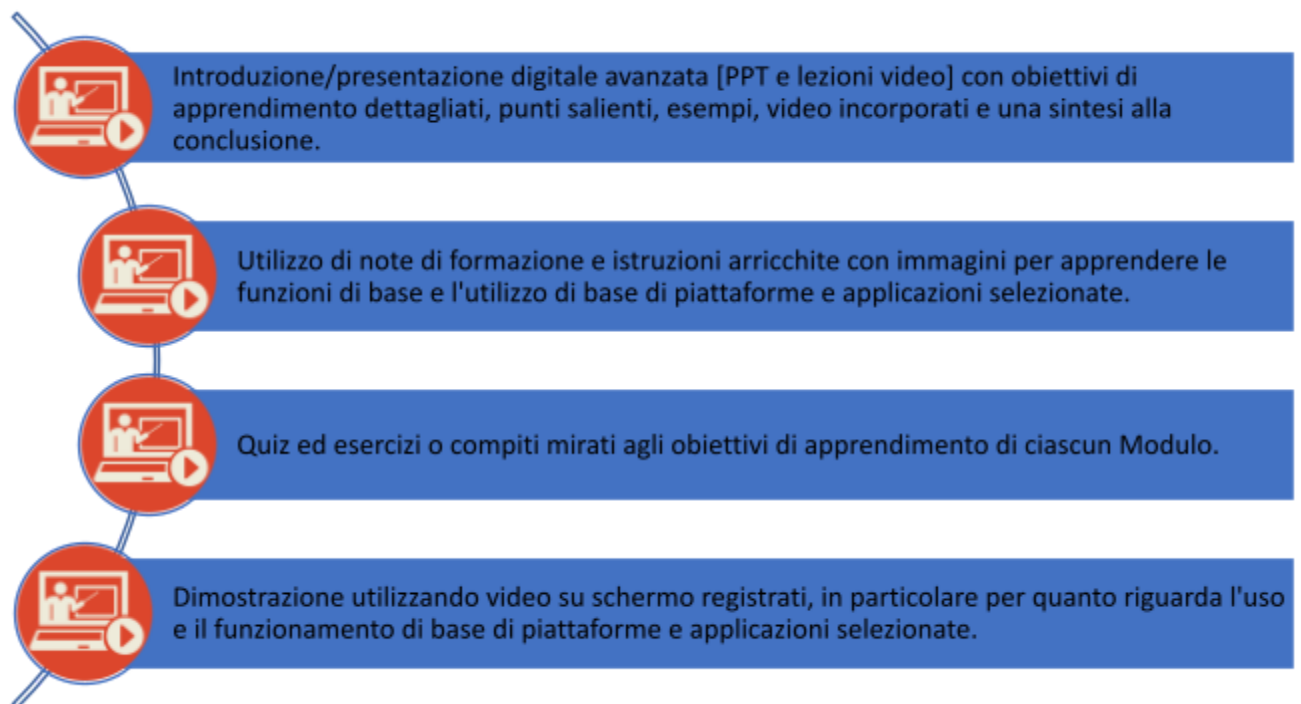 Introduzione/presentazione digitale avanzata [PPT e lezioni video] con obiettivi di
apprendimento dettagliati, punti salienti, esempi, video incorporati e una sintesi alla
conclusione.
Utilizzo di note di formazione e istruzioni arricchite con immagini per apprendere le
funzioni di base e l'utilizzo di base di piattaforme e applicazioni selezionate.
Quiz ed esercizi o compiti mirati agli obiettivi di apprendimento di ciascun Modulo.
Dimostrazione utilizzando video su schermo registrati, in particolare per quanto riguarda l'uso
e il funzionamento di base di piattaforme e applicazioni selezionate.